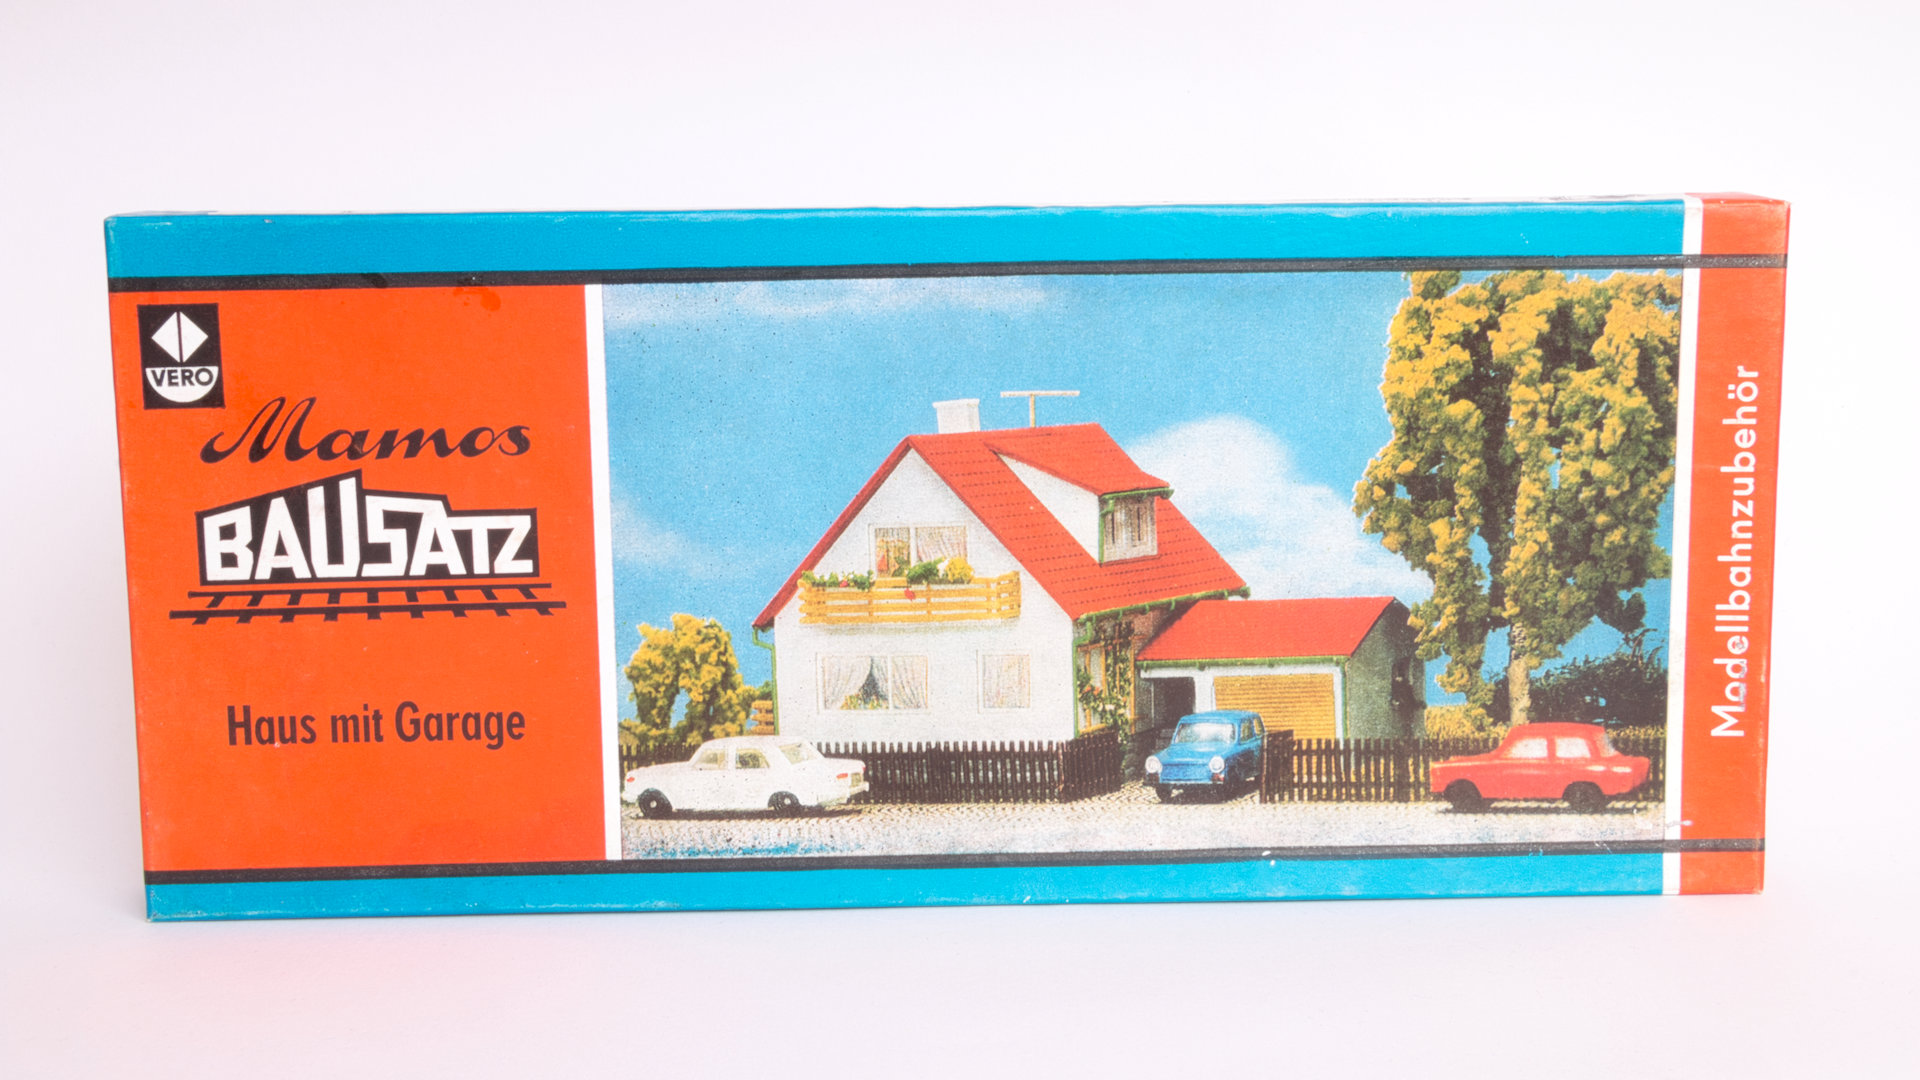 VERO
Mamos
BAUSATZ
Haus mit Garage
Modellbahnzubehör